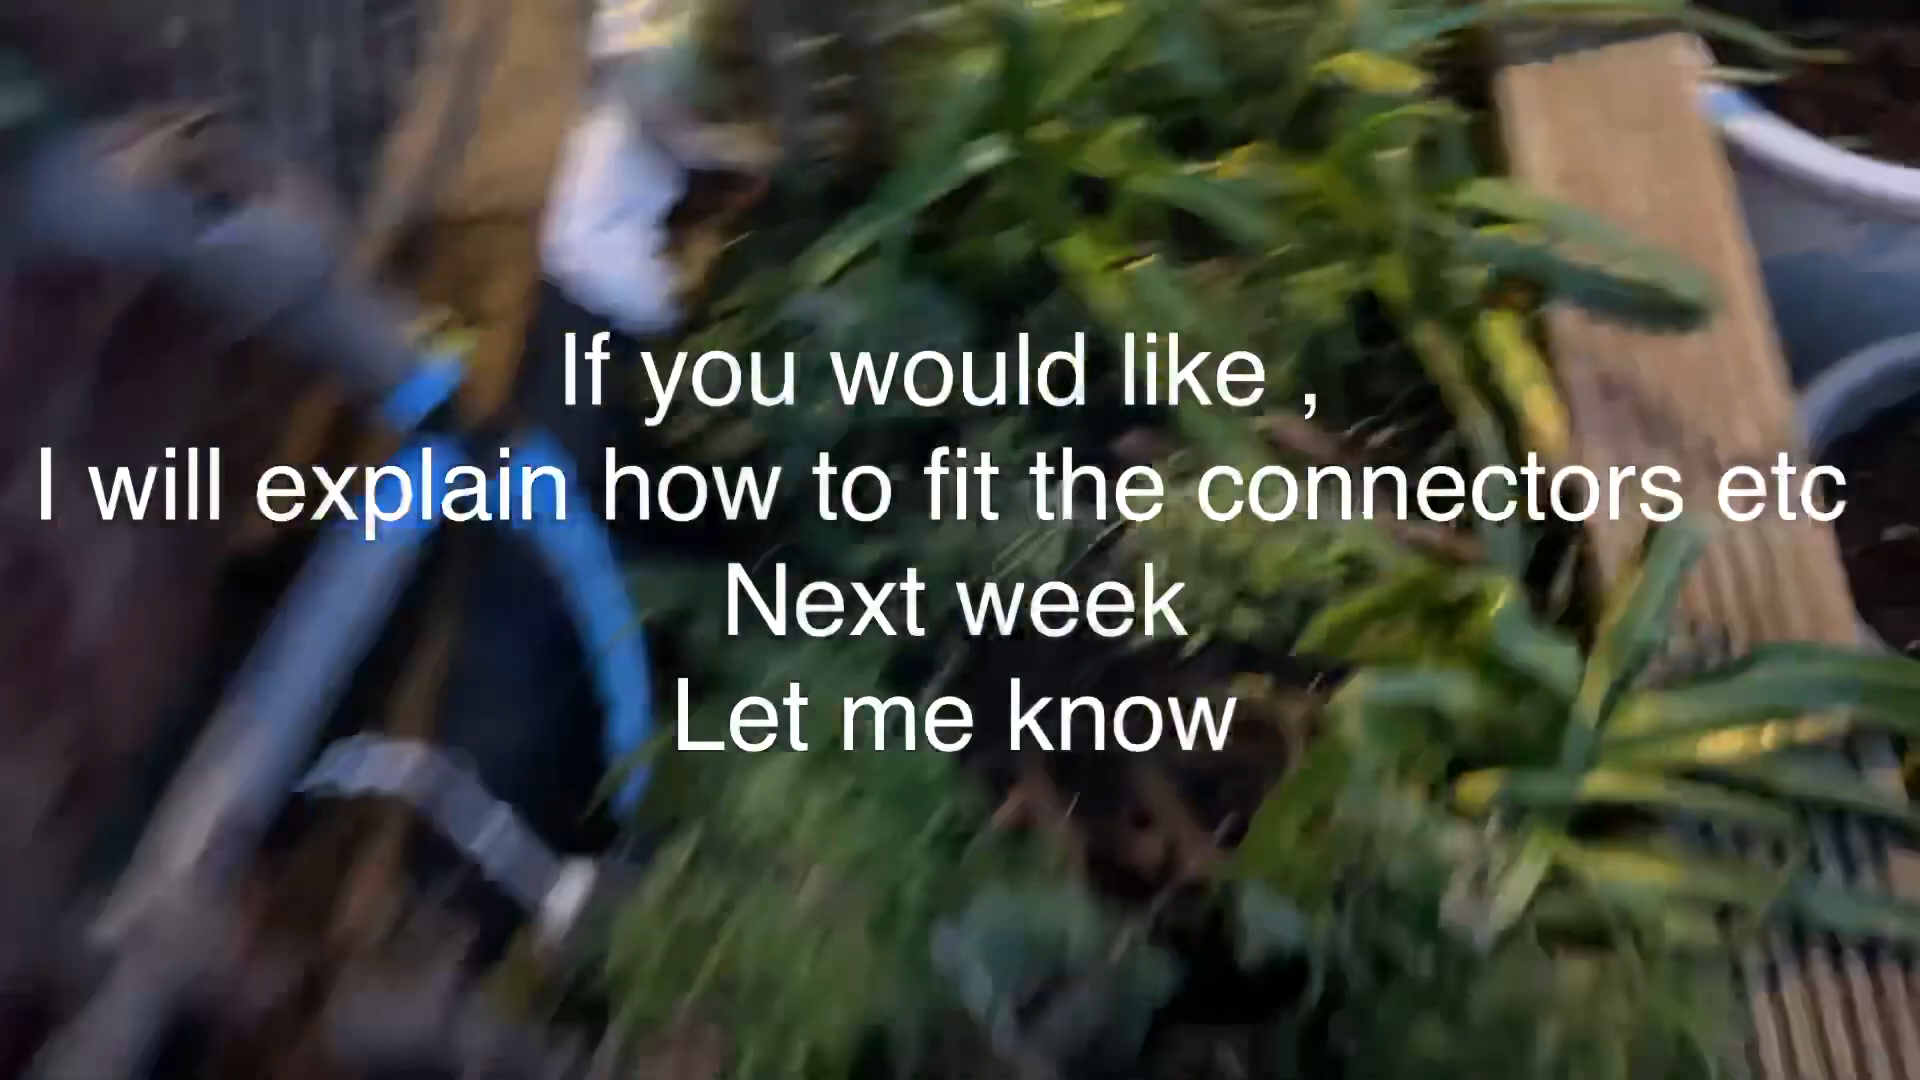 If you would like ,
I will explain how to fit the connectors etc
Next week
Let me know